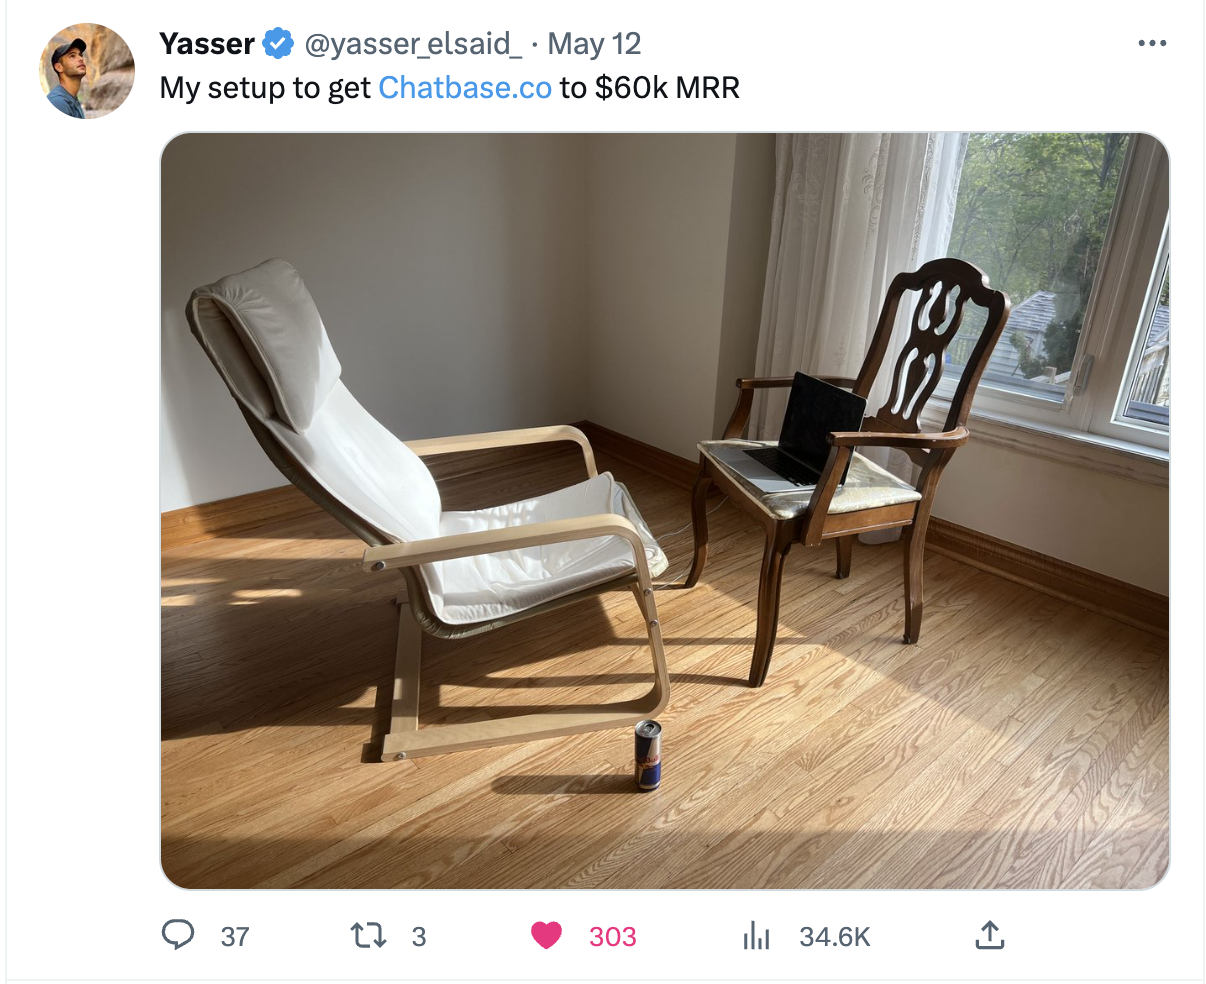 Yasser @yasser_elsaid_ · May 12
My setup to get Chatbase.co to $60k MRR
37 3 303 34.6K